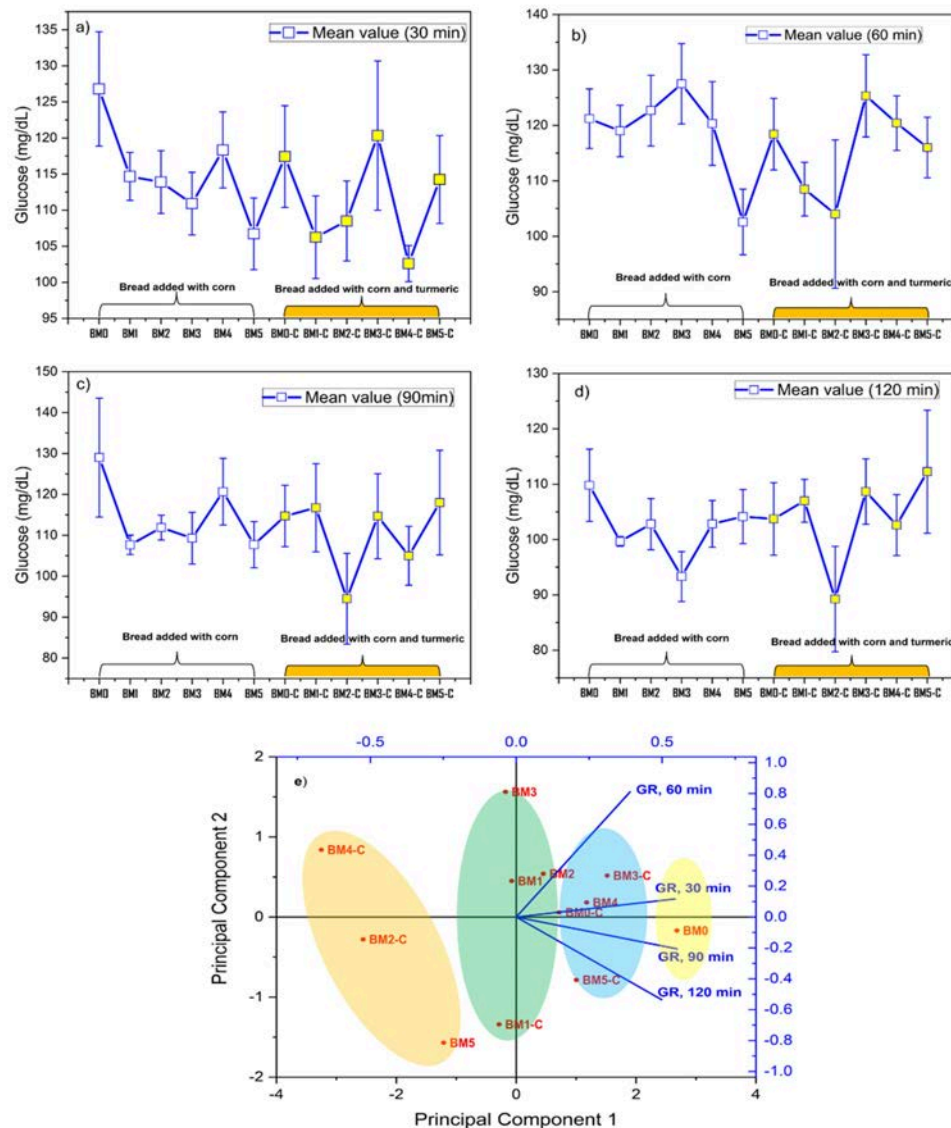 a)
Mean value (30 min)
Glucose (mg/dL)
135
130
125
120
115
110
105
100
95
Bread added with corn
Bread added with corn and turmeric
BM0 BM1 BM2 BM3 BM4 BM5 BM0-C BM1-C BM2-C BM3-C BM4-C BM5-C
b)
Mean value (60 min)
Glucose (mg/dL)
140
130
120
110
100
90
85
Bread added with corn
Bread added with corn and turmeric
BM0 BM1 BM2 BM3 BM4 BM5 BM0-C BM1-C BM2-C BM3-C BM4-C BM5-C
c)
Mean value (90min)
Glucose (mg/dL)
150
140
130
120
110
100
90
80
75
Bread added with corn
Bread added with corn and turmeric
BM0 BM1 BM2 BM3 BM4 BM5 BM0-C BM1-C BM2-C BM3-C BM4-C BM5-C
d)
Mean value (120 min)
Glucose (mg/dL)
130
120
110
100
90
80
75
Bread added with corn
Bread added with corn and turmeric
BM0 BM1 BM2 BM3 BM4 BM5 BM0-C BM1-C BM2-C BM3-C BM4-C BM5-C
-0.5 0.0 0.5
e)
Principal Component 2
2
1
0
-1
-2
1.0
0.8
0.6
0.4
0.2
0.0
-0.2
-0.4
-0.6
-0.8
-1.0
BM3
GR, 60 min
BM4-C
BM1
BM2
BM3-C
GR, 30 min
BM4
BM0-C
BM0
BM2-C
GR, 90 min
BM5-C
GR, 120 min
BM1-C
BM5
-4 -2 0 2 4
Principal Component 1